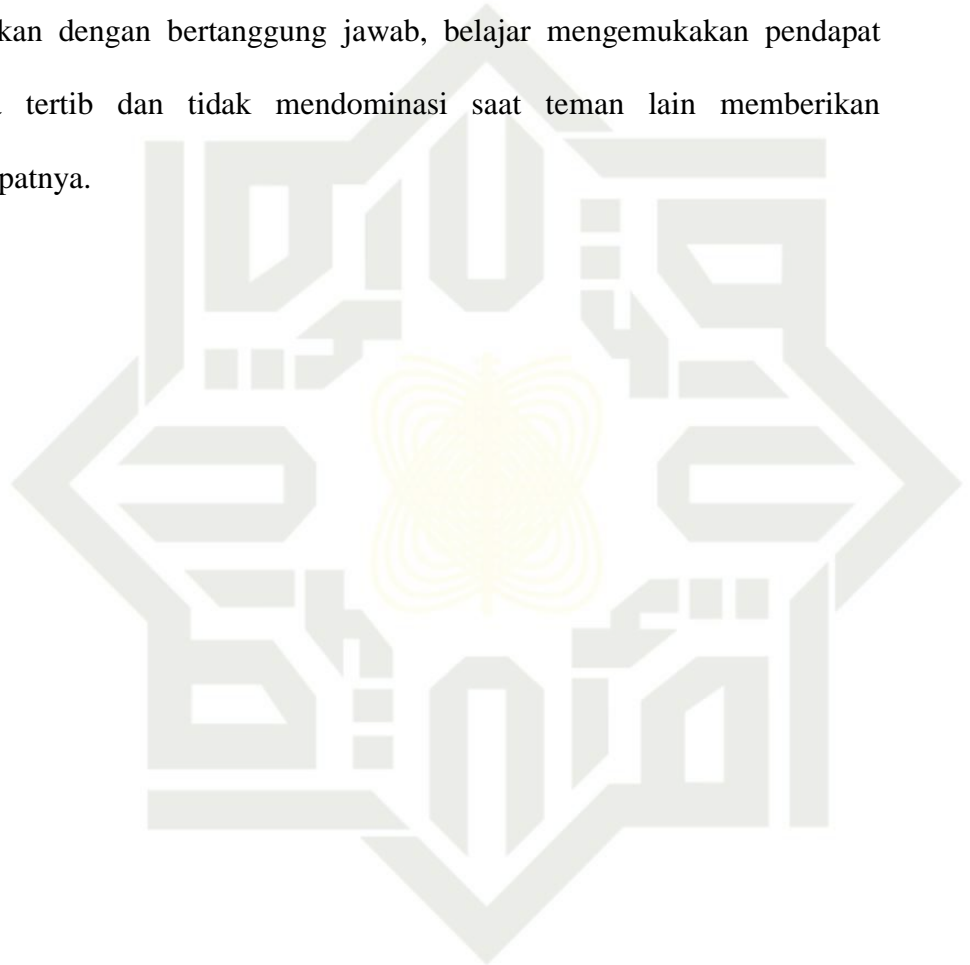 kan dengan bertanggung jawab, belajar mengemukakan pendapat
tertib dan tidak mendominasi saat teman lain memberikan
patnya.